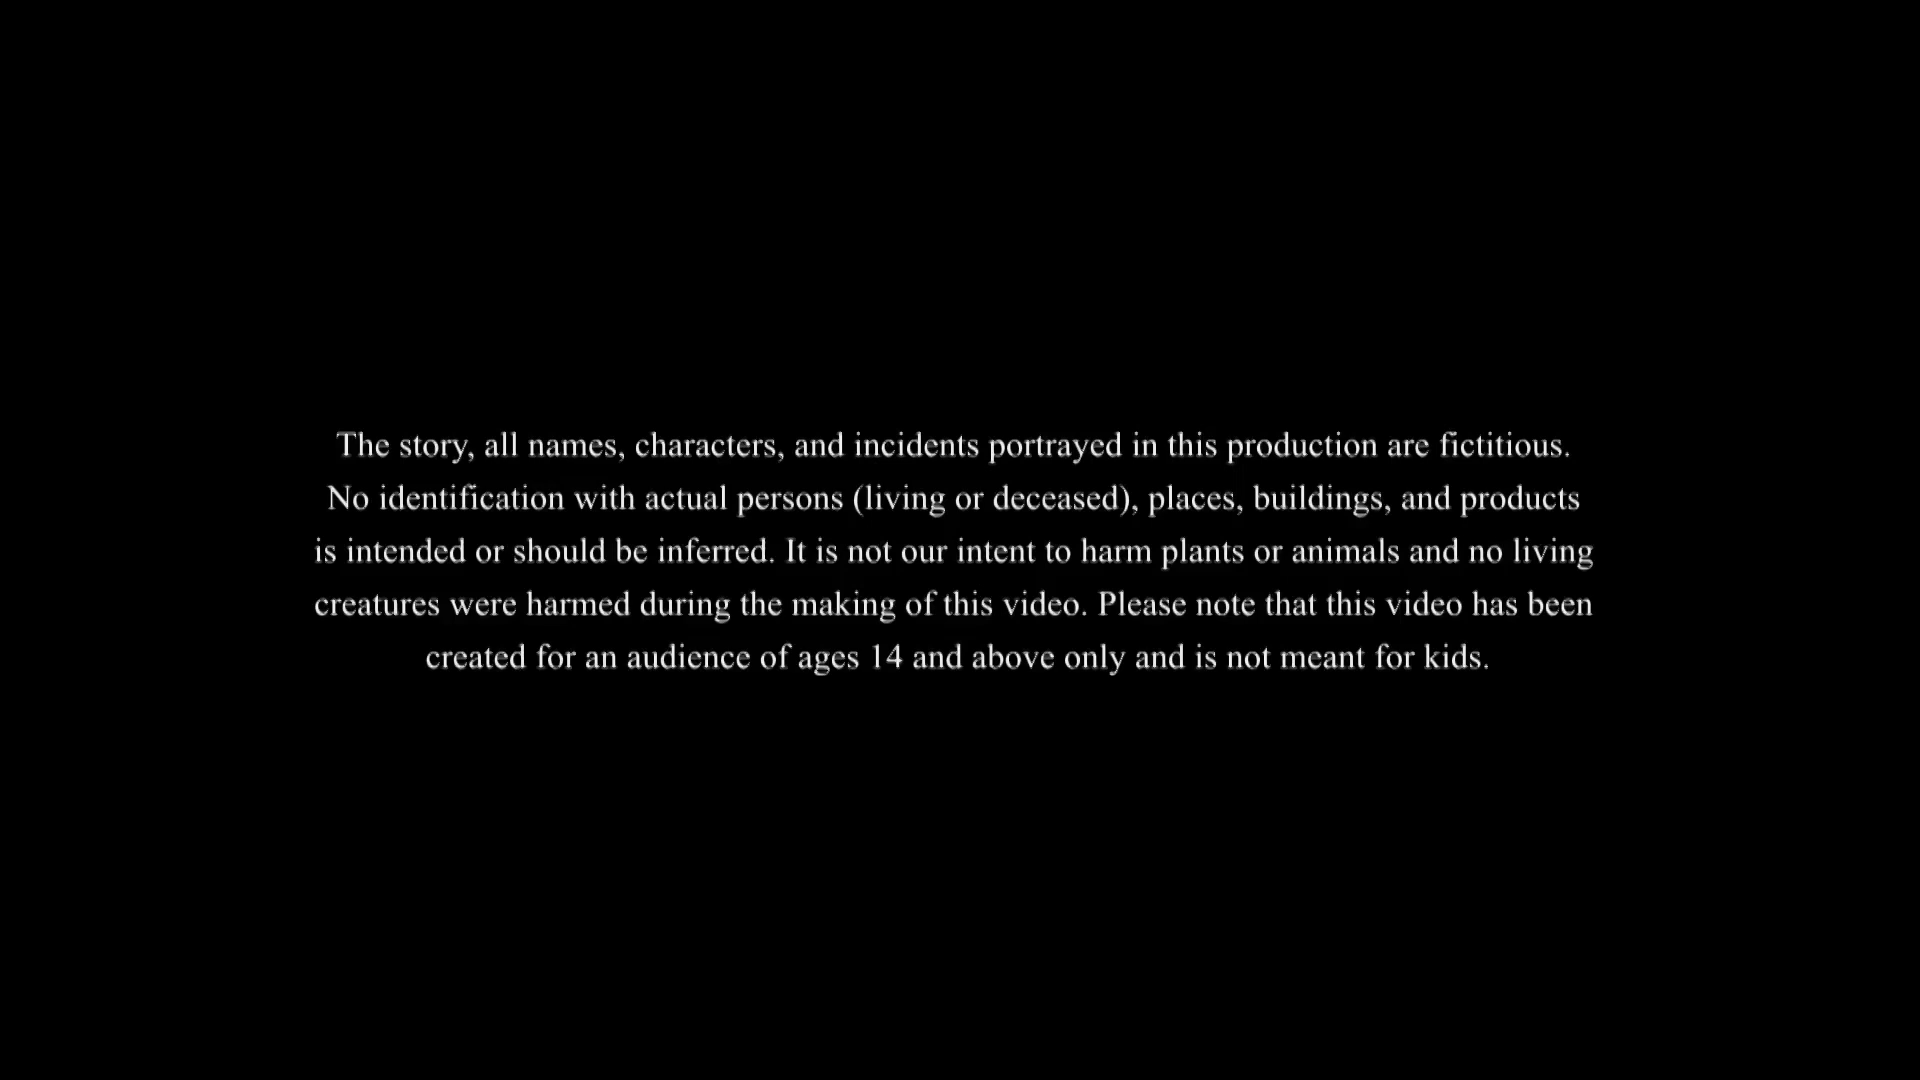 The story, all names, characters, and incidents portrayed in this production are fictitious.
No identification with actual persons (living or deceased), places, buildings, and products
is intended or should be inferred. It is not our intent to harm plants or animals and no living
creatures were harmed during the making of this video. Please note that this video has been
created for an audience of ages 14 and above only and is not meant for kids.